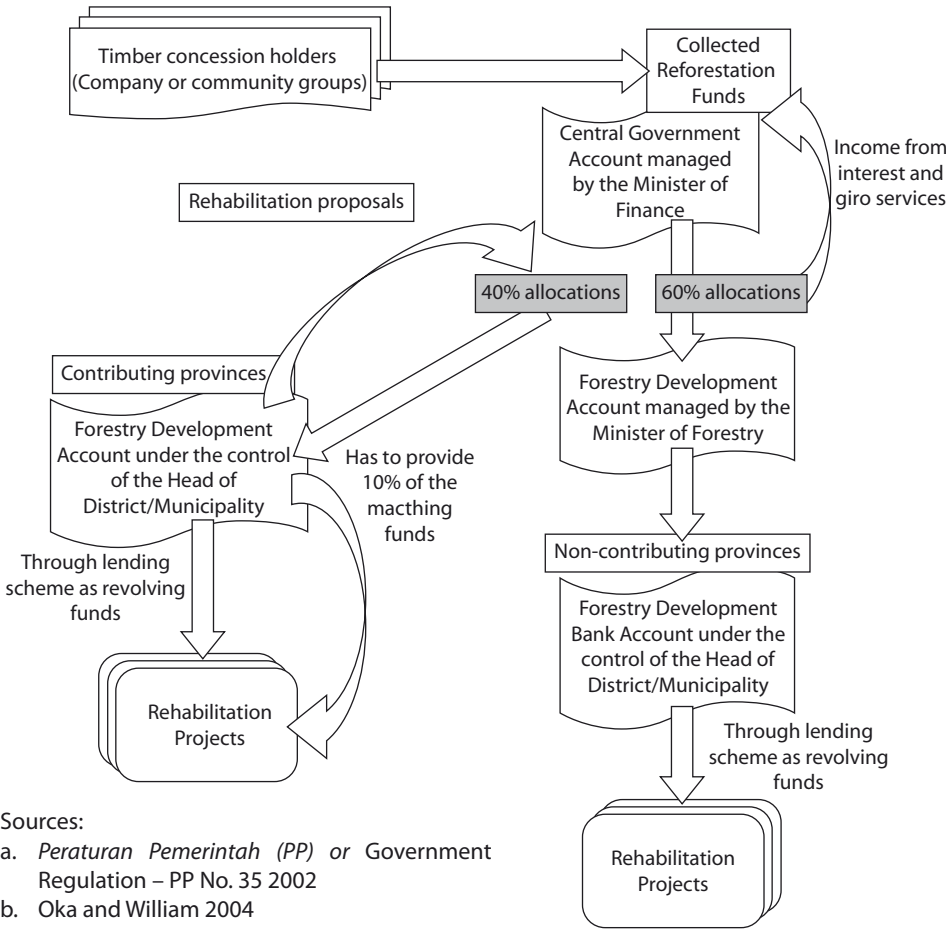 Timber concession holders
(Company or community groups)
Collected
Reforestation
Funds
Central Government
Account managed
by the Minister of
Finance
Income from
interest and
giro services
Rehabilitation proposals
40% allocations
60% allocations
Contributing provinces
Forestry Development
Account under the control
of the Head of
District/Municipality
Has to provide
10% of the
macthing
funds
Forestry Development
Account managed by the
Minister of Forestry
Through lending
scheme as revolving
funds
Non-contributing provinces
Forestry Development
Bank Account under the
control of the Head of
District/Municipality
Rehabilitation
Projects
Through lending
scheme as revolving
funds
Rehabilitation
Projects
Sources:
a. Peraturan Pemerintah (PP) or Government
Regulation – PP No. 35 2002
b. Oka and William 2004